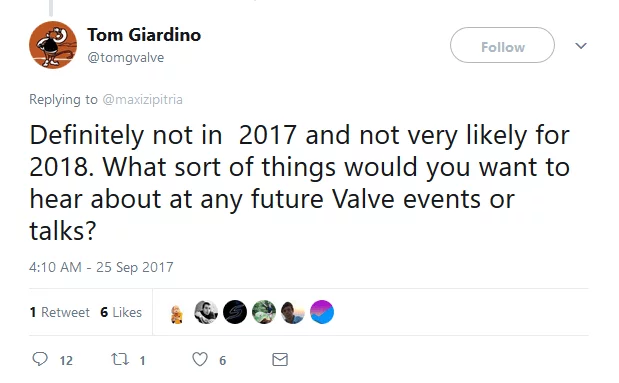 Tom Giardino
@tomgvalve
Follow
Replying to @maxizipitria
Definitely not in  2017 and not very likely for
2018. What sort of things would you want to
hear about at any future Valve events or
talks?
4:10 AM - 25 Sep 2017
1 Retweet 6 Likes
12 1 6